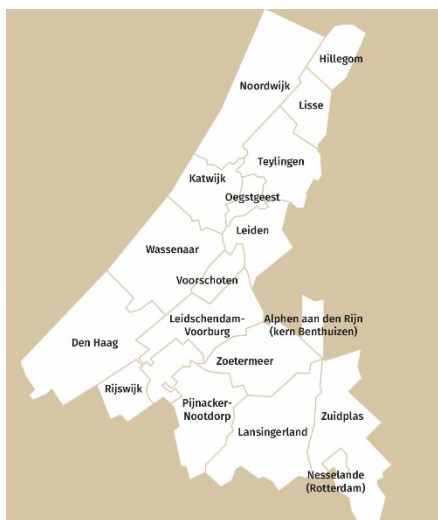 Hillegom
Noordwijk
Lisse
Teylingen
Katwijk
Oegstgeest
Leiden
Wassenaar
Voorschoten
Leidschendam-
Voorburg
Alphen aan den Rijn
(kern Benthuizen)
Den Haag
Zoetermeer
Rijswijk
Pijnacker-
Nootdorp
Zuidplas
Lansingerland
Nesselande
(Rotterdam)